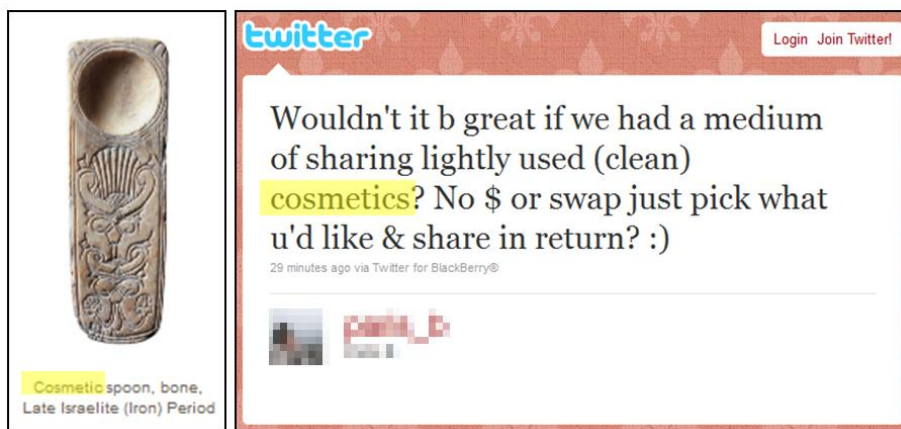 Cosmetic spoon, bone,
Late Israelite (Iron) Period
twitter
Login Join Twitter!
Wouldn't it b great if we had a medium
of sharing lightly used (clean)
cosmetics? No $ or swap just pick what
u'd like & share in return? :)
29 minutes ago via Twitter for BlackBerry®